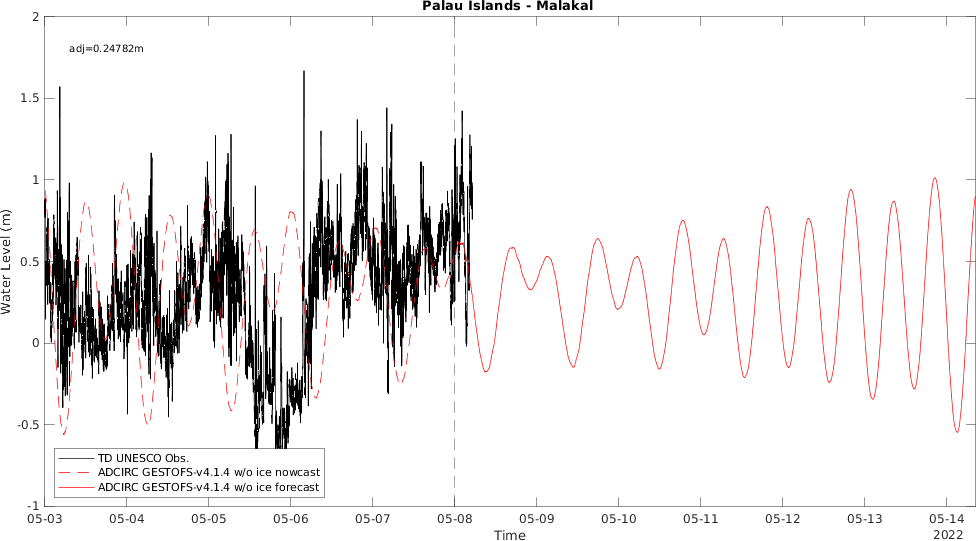 Palau Islands - Malakal
adj=0.24782m
Water Level (m)
2
1.5
1
0.5
0
-0.5
-1
TD UNESCO Obs.
ADCIRC GESTOFS-v4.1.4 w/o ice nowcast
ADCIRC GESTOFS-v4.1.4 w/o ice forecast
05-03 05-04 05-05 05-06 05-07 05-08 05-09 05-10 05-11 05-12 05-13 05-14
2022
Time